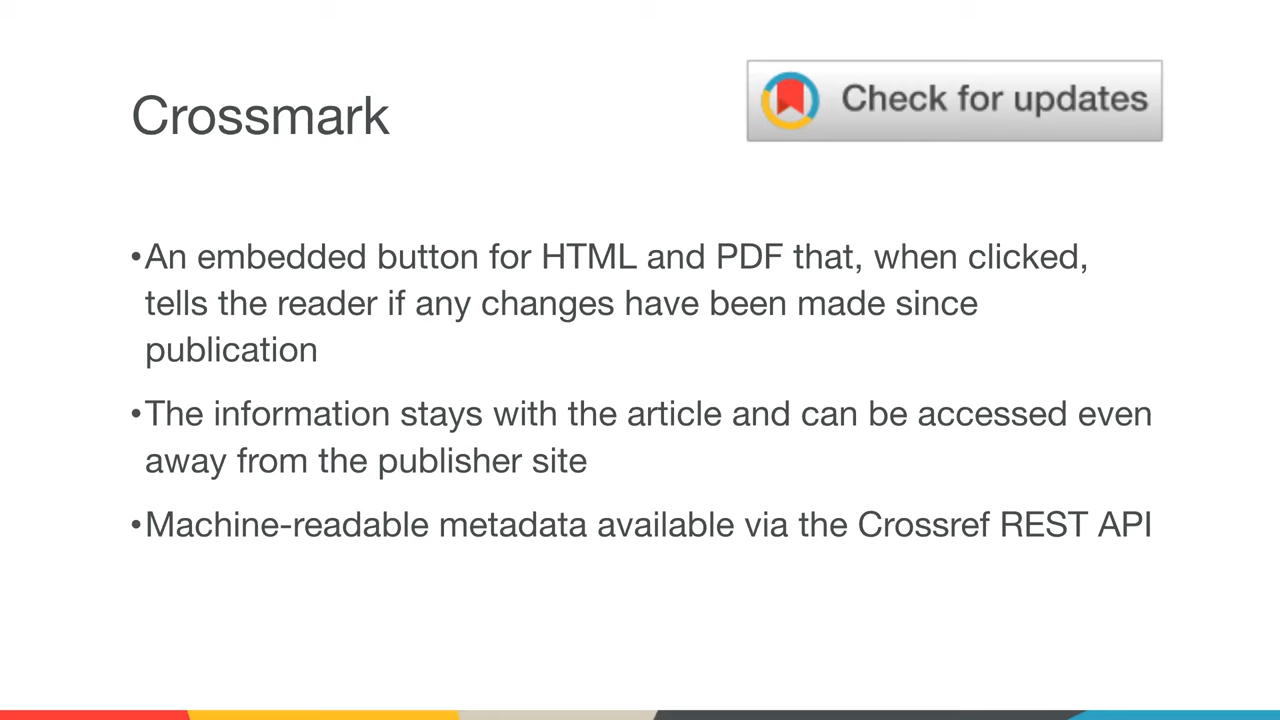 Crossmark
Check for updates
•An embedded button for HTML and PDF that, when clicked,
tells the reader if any changes have been made since
publication
•The information stays with the article and can be accessed even
away from the publisher site
•Machine-readable metadata available via the Crossref REST API